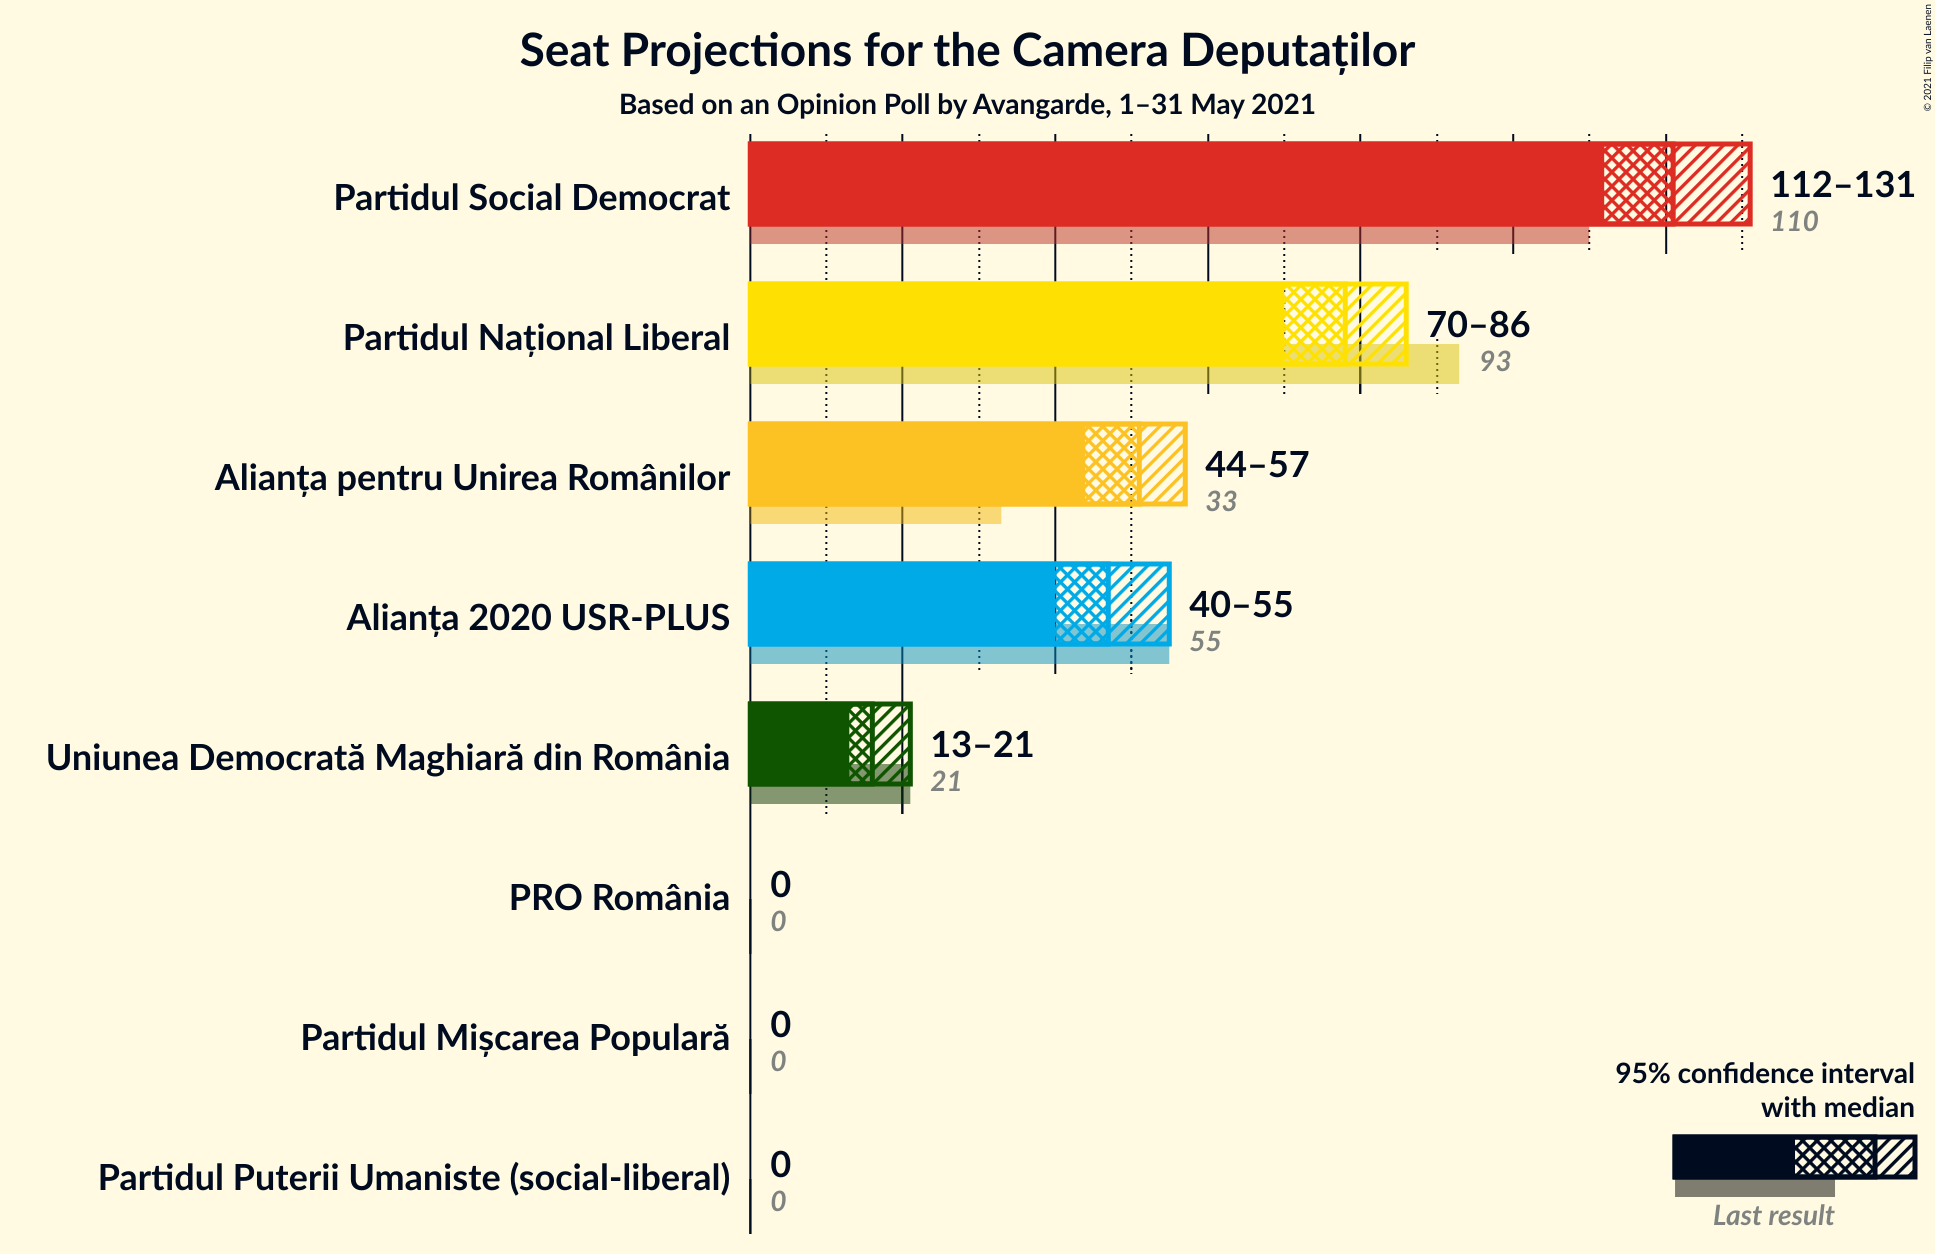 Seat Projections for the Camera Deputaților
Based on an Opinion Poll by Avangarde, 1–31 May 2021
© 2021 Filip van Laenen
Partidul Social Democrat
112–131
110
Partidul Național Liberal
70–86
93
Alianța pentru Unirea Românilor
44–57
33
Alianța 2020 USR-PLUS
40–55
55
Uniunea Democrată Maghiară din România
13–21
21
PRO România
0
0
Partidul Mișcarea Populară
0
0
Partidul Puterii Umaniste (social-liberal)
0
0
95% confidence interval
with median
Last result